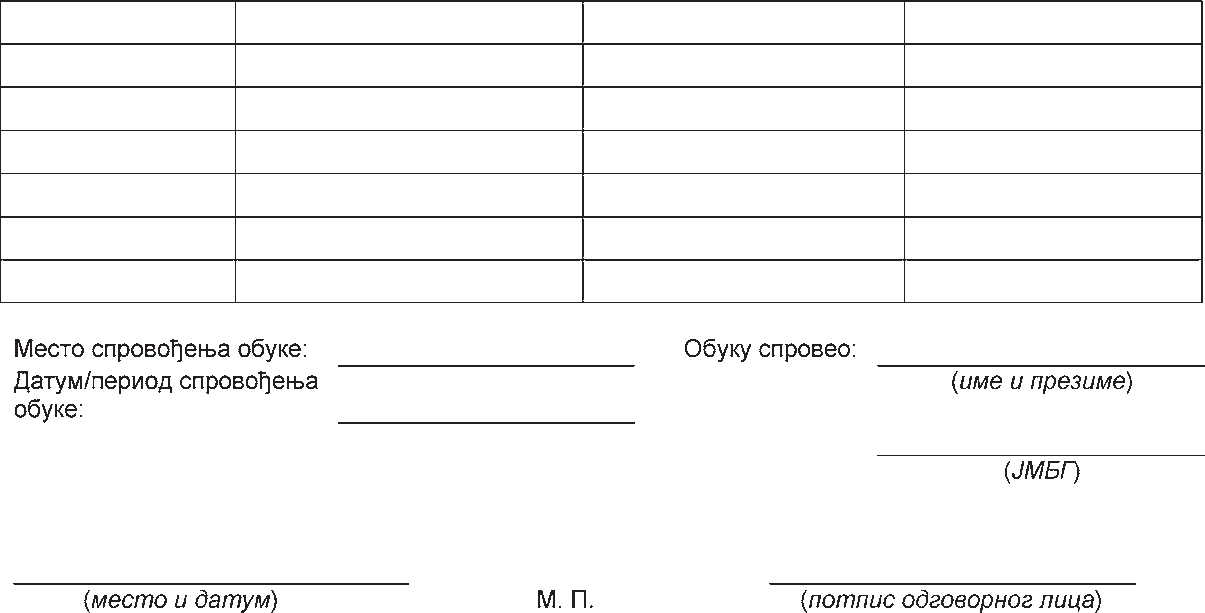 Место спровођења обуке:
Обуку спровео:
Датум/период спровођења
обуке:
(име и презиме)
(ЈМБГ)
(место и датум)
М. П.
(потпис одговорног лица)